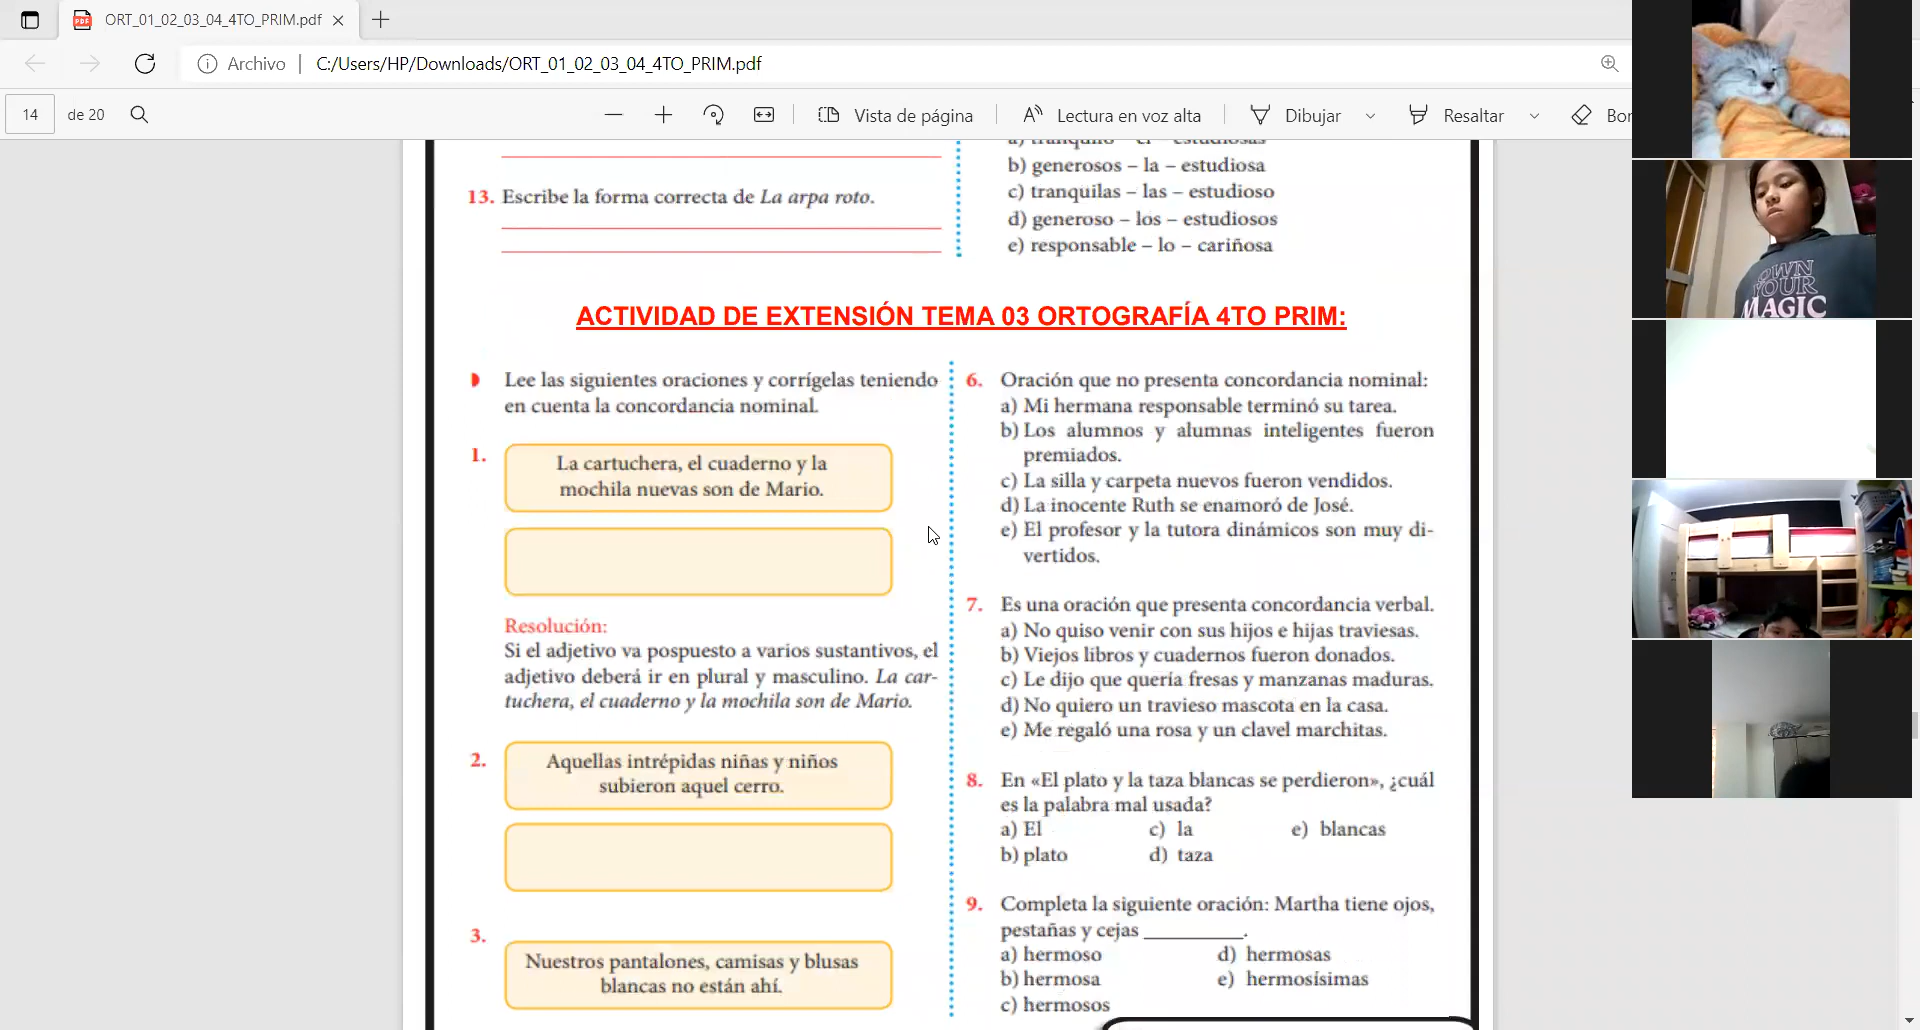 ORT_01_02_03_04_4TO_PRIM.pdf
Archivo | C:/Users/HP/Downloads/ORT_01_02_03_04_4TO_PRIM.pdf
14 de 20
Vista de página
Lectura en voz alta
Dibujar
Resaltar
13. Escribe la forma correcta de La arpa roto.
b) generosos – la – estudiosa
c) tranquilas – las – estudioso
d) generoso – los – estudiosos
e) responsable – lo – cariñosa
ACTIVIDAD DE EXTENSIÓN TEMA 03 ORTOGRAFÍA 4TO PRIM:
Lee las siguientes oraciones y corrígelas teniendo
en cuenta la concordancia nominal.
1.
La cartuchera, el cuaderno y la
mochila nuevas son de Mario.
Resolución:
Si el adjetivo va pospuesto a varios sustantivos, el
adjetivo deberá ir en plural y masculino. La car-
tuchera, el cuaderno y la mochila son de Mario.
2.
Aquellas intrépidas niñas y niños
subieron aquel cerro.
3.
Nuestros pantalones, camisas y blusas
blancas no están ahí.
6. Oración que no presenta concordancia nominal:
a) Mi hermana responsable terminó su tarea.
b) Los alumnos y alumnas inteligentes fueron
premiados.
c) La silla y carpeta nuevos fueron vendidos.
d) La inocente Ruth se enamoró de José.
e) El profesor y la tutora dinámicos son muy di-
vertidos.
7. Es una oración que presenta concordancia verbal.
a) No quiso venir con sus hijos e hijas traviesas.
b) Viejos libros y cuadernos fueron donados.
c) Le dijo que quería fresas y manzanas maduras.
d) No quiero un travieso mascota en la casa.
e) Me regaló una rosa y un clavel marchitas.
8. En «El plato y la taza blancas se perdieron», ¿cuál
es la palabra mal usada?
a) El c) la e) blancas
b) plato d) taza
9. Completa la siguiente oración: Martha tiene ojos,
pestañas y cejas __________.
a) hermoso d) hermosas
b) hermosa e) hermosísimas
c) hermosos
OWN
YOUR
MAGIC